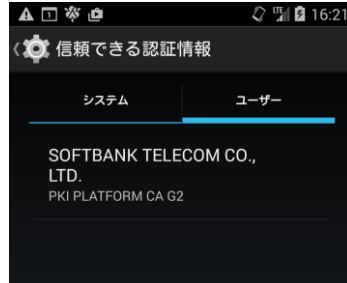 16:21
信頼できる認証情報
システム ユーザー
SOFTBANK TELECOM CO.,
LTD.
PKI PLATFORM CA G2